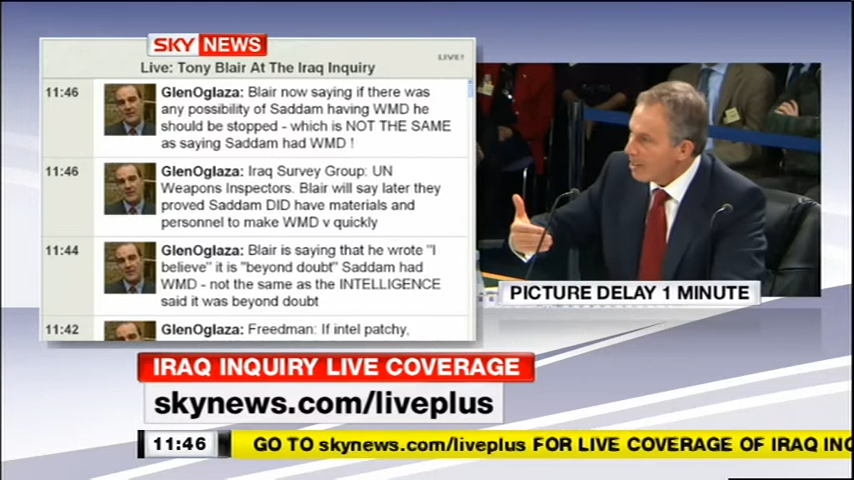 SKY NEWS
LIVE!
Live: Tony Blair At The Iraq Inquiry
11:46
GlenOglaza: Blair now saying if there was
any possibility of Saddam having WMD he
should be stopped - which is NOT THE SAME
as saying Saddam had WMD !
11:46
GlenOglaza: Iraq Survey Group: UN
Weapons Inspectors. Blair will say later they
proved Saddam DID have materials and
personnel to make WMD v quickly
11:44
GlenOglaza: Blair is saying that he wrote "I
believe" it is "beyond doubt" Saddam had
WMD - not the same as the INTELLIGENCE
said it was beyond doubt
11:42
GlenOglaza: Freedman: If intel patchy,
PICTURE DELAY 1 MINUTE
IRAQ INQUIRY LIVE COVERAGE
skynews.com/liveplus
11:46
GO TO skynews.com/liveplus FOR LIVE COVERAGE OF IRAQ INQ